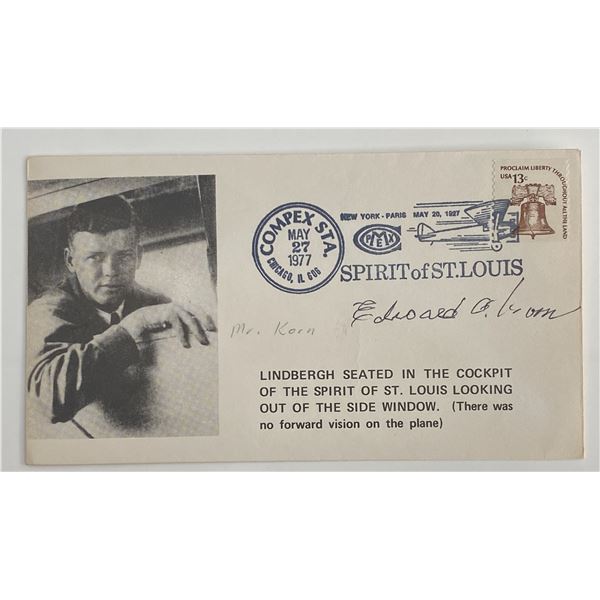 PROCLAIM LIBERTY THROUGHOUT ALL THE LAND
USA 13c
COMPEX STA.
MAY
27
1977
CHICAGO, IL 606
NEW YORK - PARIS MAY 20, 1927
SPIRIT of ST. LOUIS
Edward A. Korn
Mr. Korn
LINDBERGH SEATED IN THE COCKPIT
OF THE SPIRIT OF ST. LOUIS LOOKING
OUT OF THE SIDE WINDOW. (There was
no forward vision on the plane)